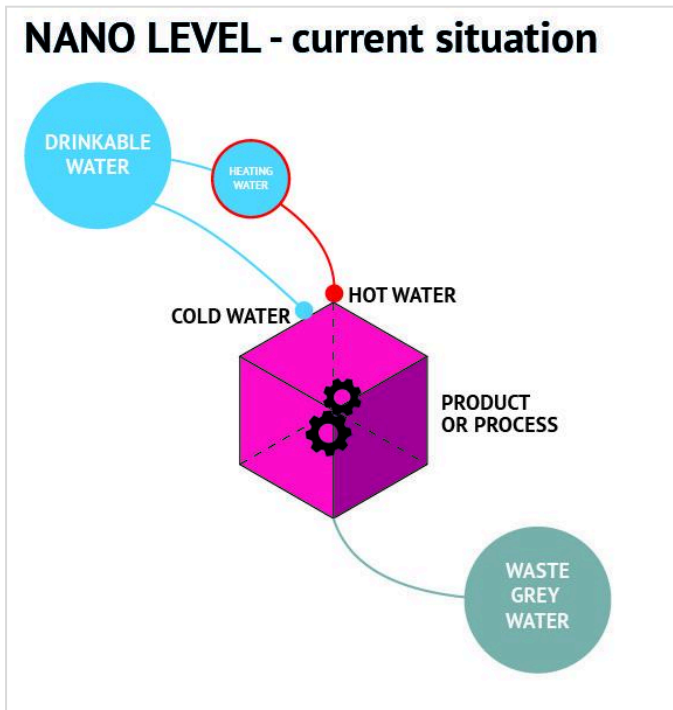 NANO LEVEL - current situation
DRINKABLE
WATER
HEATING
WATER
HOT WATER
COLD WATER
PRODUCT
OR PROCESS
WASTE
GREY
WATER